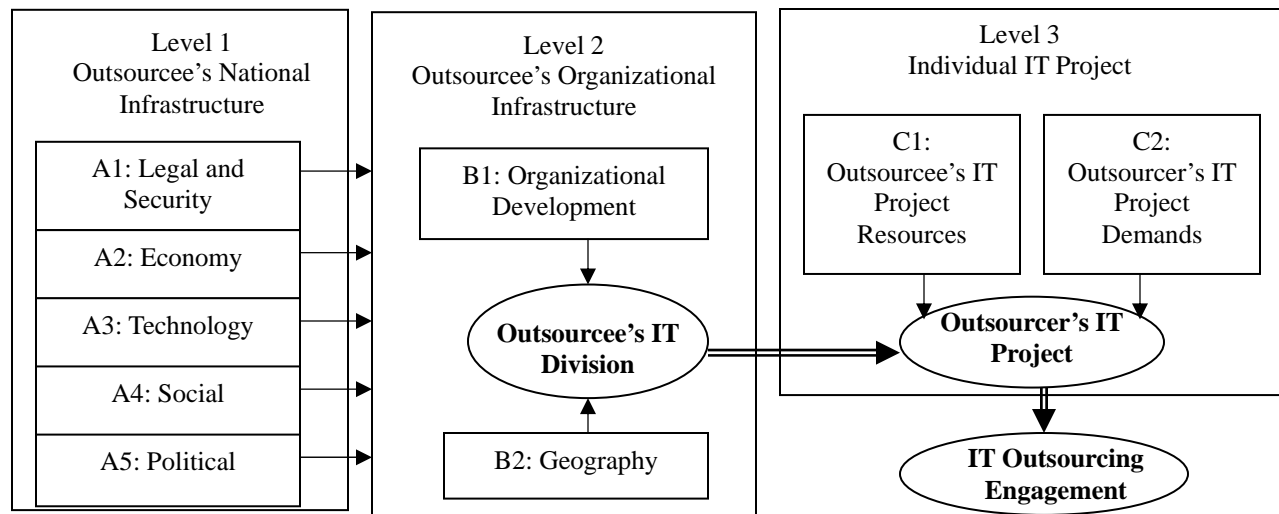 Level 1
Outsourcee's National
Infrastructure
A1: Legal and
Security
A2: Economy
A3: Technology
A4: Social
A5: Political
Level 2
Outsourcee's Organizational
Infrastructure
B1: Organizational
Development
Outsourcee's IT
Division
B2: Geography
Level 3
Individual IT Project
C1:
Outsourcee's IT
Project
Resources
C2:
Outsourcer's IT
Project
Demands
Outsourcer's IT
Project
IT Outsourcing
Engagement